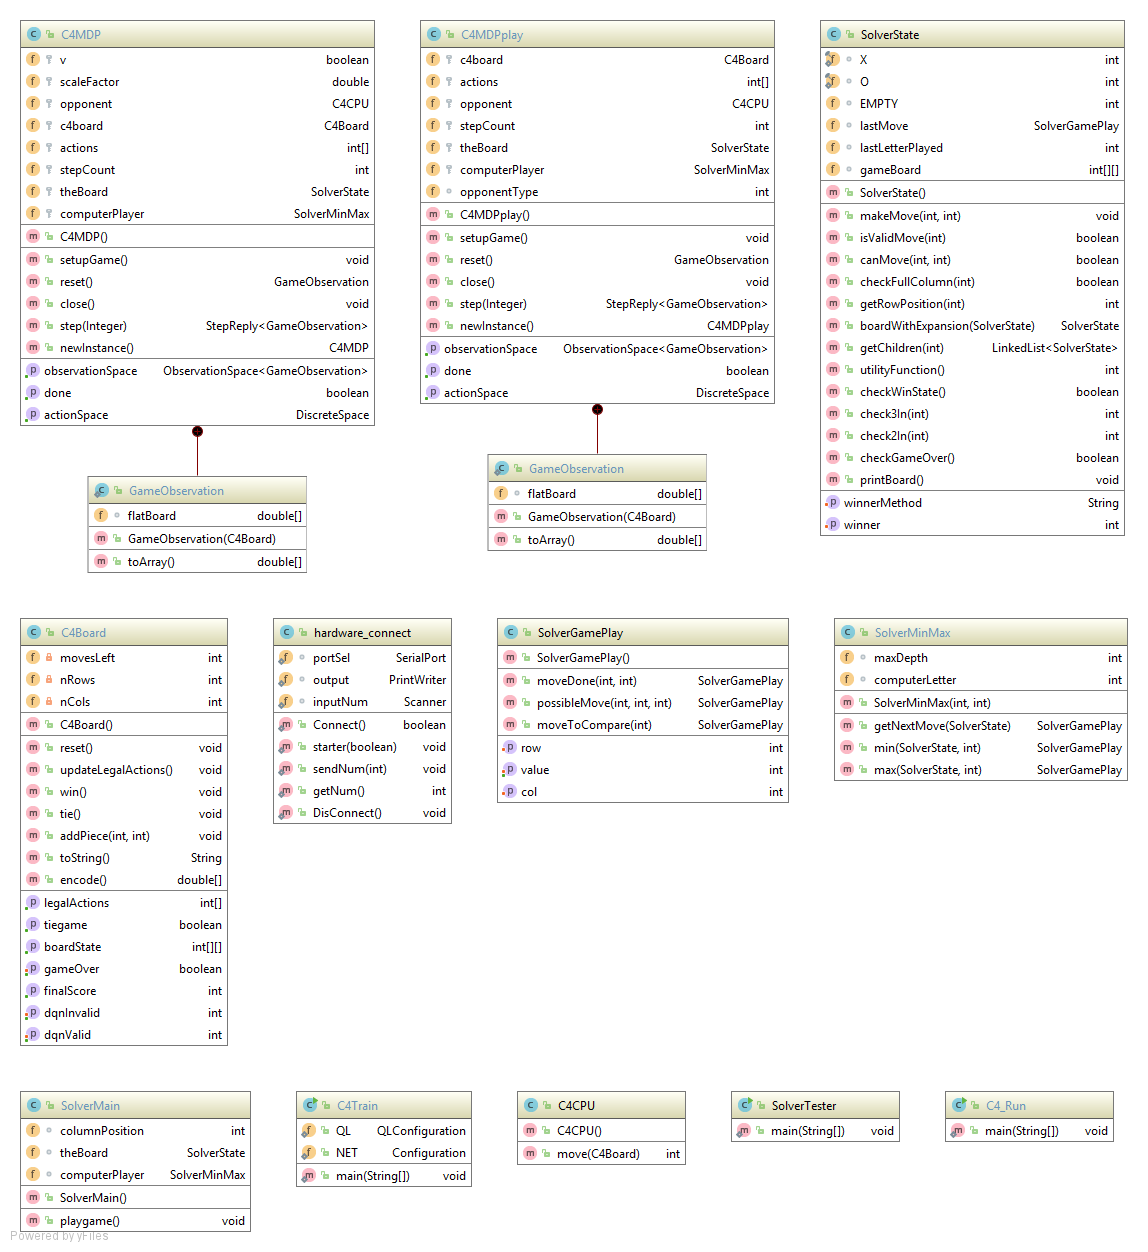 C4MDP
v boolean
scaleFactor double
opponent C4CPU
c4board C4Board
actions int[]
stepCount int
theBoard SolverState
computerPlayer SolverMinMax
C4MDP()
setupGame() void
reset() GameObservation
close() void
step(Integer) StepReply<GameObservation>
newInstance() C4MDP
observationSpace ObservationSpace<GameObservation>
done boolean
actionSpace DiscreteSpace
GameObservation
flatBoard double[]
GameObservation(C4Board)
toArray() double[]
C4MDPplay
c4board C4Board
actions int[]
opponent C4CPU
stepCount int
theBoard SolverState
computerPlayer SolverMinMax
opponentType int
C4MDPplay()
setupGame() void
reset() GameObservation
close() void
step(Integer) StepReply<GameObservation>
newInstance() C4MDPplay
observationSpace ObservationSpace<GameObservation>
done boolean
actionSpace DiscreteSpace
GameObservation
flatBoard double[]
GameObservation(C4Board)
toArray() double[]
SolverState
X int
O int
EMPTY int
lastMove SolverGamePlay
lastLetterPlayed int
gameBoard int[][]
SolverState()
makeMove(int, int) void
isValidMove(int) boolean
canMove(int, int) boolean
checkFullColumn(int) boolean
getRowPosition(int) int
boardWithExpansion(SolverState) SolverState
getChildren(int) LinkedList<SolverState>
utilityFunction() int
checkWinState() boolean
check3In(int) int
check2In(int) int
checkGameOver() boolean
printBoard() void
winnerMethod String
winner int
C4Board
movesLeft int
nRows int
nCols int
C4Board()
reset() void
updateLegalActions() void
win() void
tie() void
addPiece(int, int) void
toString() String
encode() double[]
legalActions int[]
tiegame boolean
boardState int[][]
gameOver boolean
finalScore int
dqnInvalid int
dqnValid int
hardware_connect
portSel SerialPort
output PrintWriter
inputNum Scanner
Connect() boolean
starter(boolean) void
sendNum(int) void
getNum() int
DisConnect() void
SolverGamePlay
SolverGamePlay()
moveDone(int, int) SolverGamePlay
possibleMove(int, int, int) SolverGamePlay
moveToCompare(int) SolverGamePlay
row int
value int
col int
SolverMinMax
maxDepth int
computerLetter int
SolverMinMax(int, int)
getNextMove(SolverState) SolverGamePlay
min(SolverState, int) SolverGamePlay
max(SolverState, int) SolverGamePlay
SolverMain
columnPosition int
theBoard SolverState
computerPlayer SolverMinMax
SolverMain()
playgame() void
C4Train
QL QLConfiguration
NET Configuration
main(String[]) void
C4CPU
C4CPU()
move(C4Board) int
SolverTester
main(String[]) void
C4_Run
main(String[]) void
Powered by yFiles